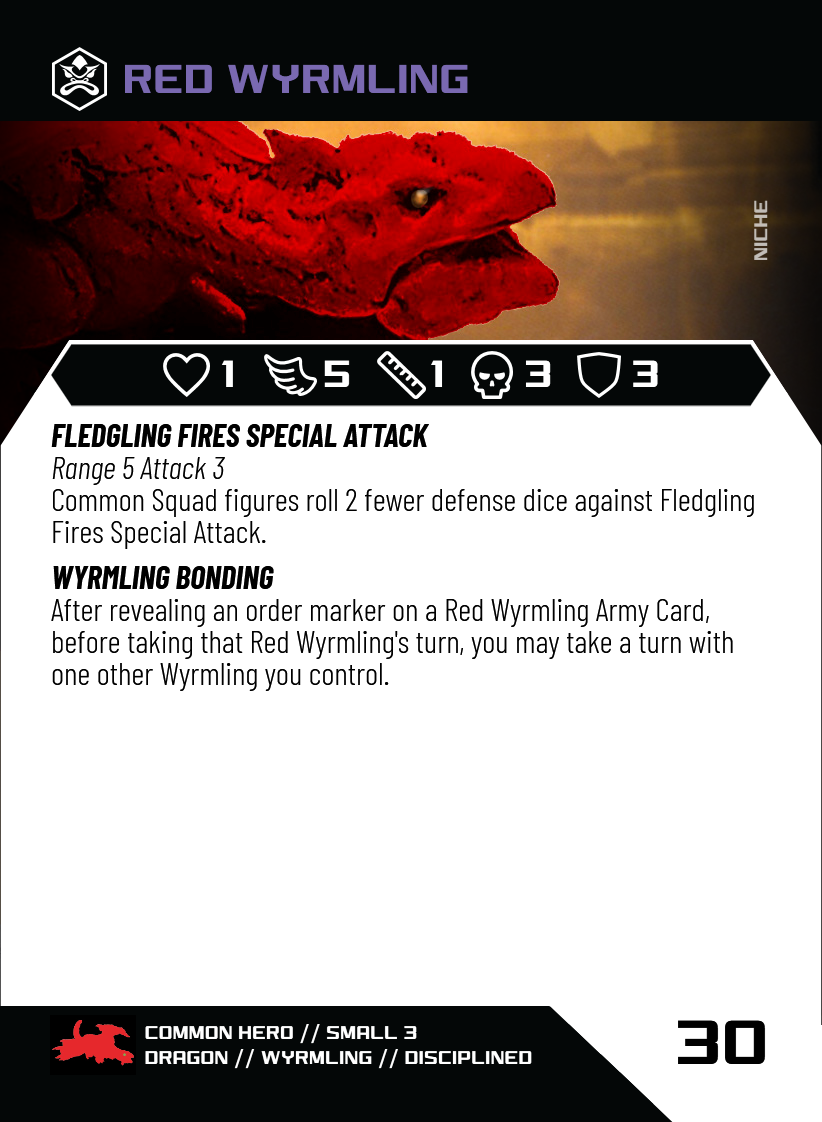 RED WYRMLING
NICHE
1 5 1 3 3
FLEDGLING FIRES SPECIAL ATTACK
Range 5 Attack 3
Common Squad figures roll 2 fewer defense dice against Fledgling
Fires Special Attack.
WYRMLING BONDING
After revealing an order marker on a Red Wyrmling Army Card,
before taking that Red Wyrmling's turn, you may take a turn with
one other Wyrmling you control.
COMMON HERO // SMALL 3
DRAGON // WYRMLING // DISCIPLINED
30